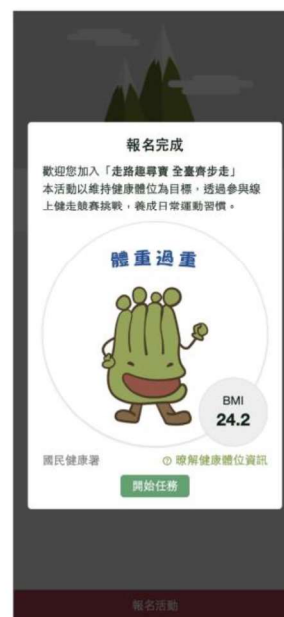 報名完成
歡迎您加入「走路趣尋寶 全臺齊步走」
本活動以維持健康體位為目標，透過參與線
上健走競賽挑戰，養成日常運動習慣。
體重過重
BMI
24.2
國民健康署
瞭解健康體位資訊
開始任務
報名活動